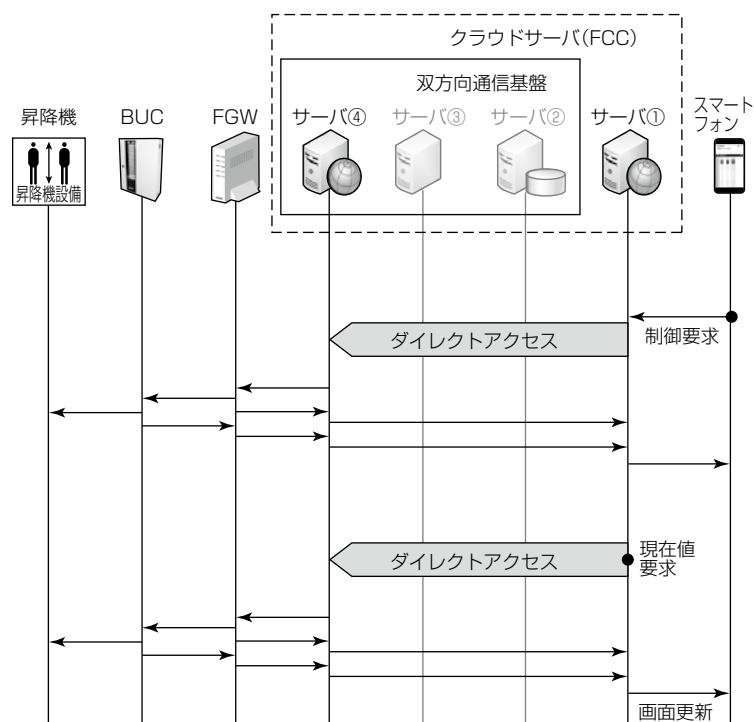 クラウドサーバ(FCC)
双方向通信基盤
昇降機
BUC
FGW
サーバ④
サーバ③
サーバ②
サーバ①
スマート
フォン
昇降機設備
制御要求
ダイレクトアクセス
現在値
要求
ダイレクトアクセス
画面更新